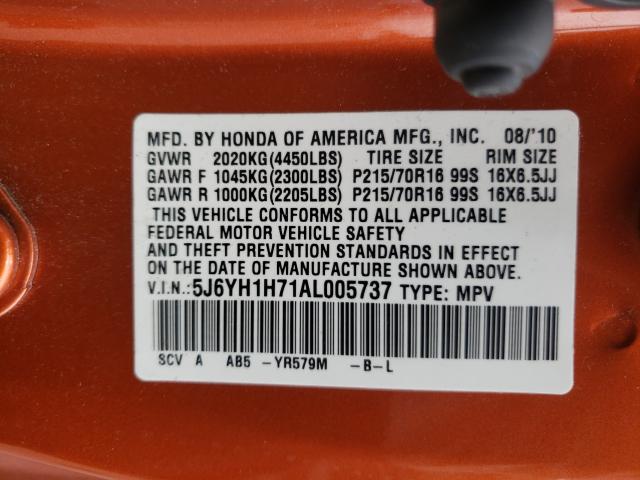 MFD. BY HONDA OF AMERICA MFG., INC. 08/'10
GVWR 2020KG(4450LBS) TIRE SIZE RIM SIZE
GAWR F 1045KG(2300LBS) P215/70R16 99S 16X6.5JJ
GAWR R 1000KG(2205LBS) P215/70R16 99S 16X6.5JJ
THIS VEHICLE CONFORMS TO ALL APPLICABLE
FEDERAL MOTOR VEHICLE SAFETY
AND THEFT PREVENTION STANDARDS IN EFFECT
ON THE DATE OF MANUFACTURE SHOWN ABOVE.
V.I.N.:5J6YH1H71AL005737 TYPE: MPV
SCV A AB5 -YR579M -B-L